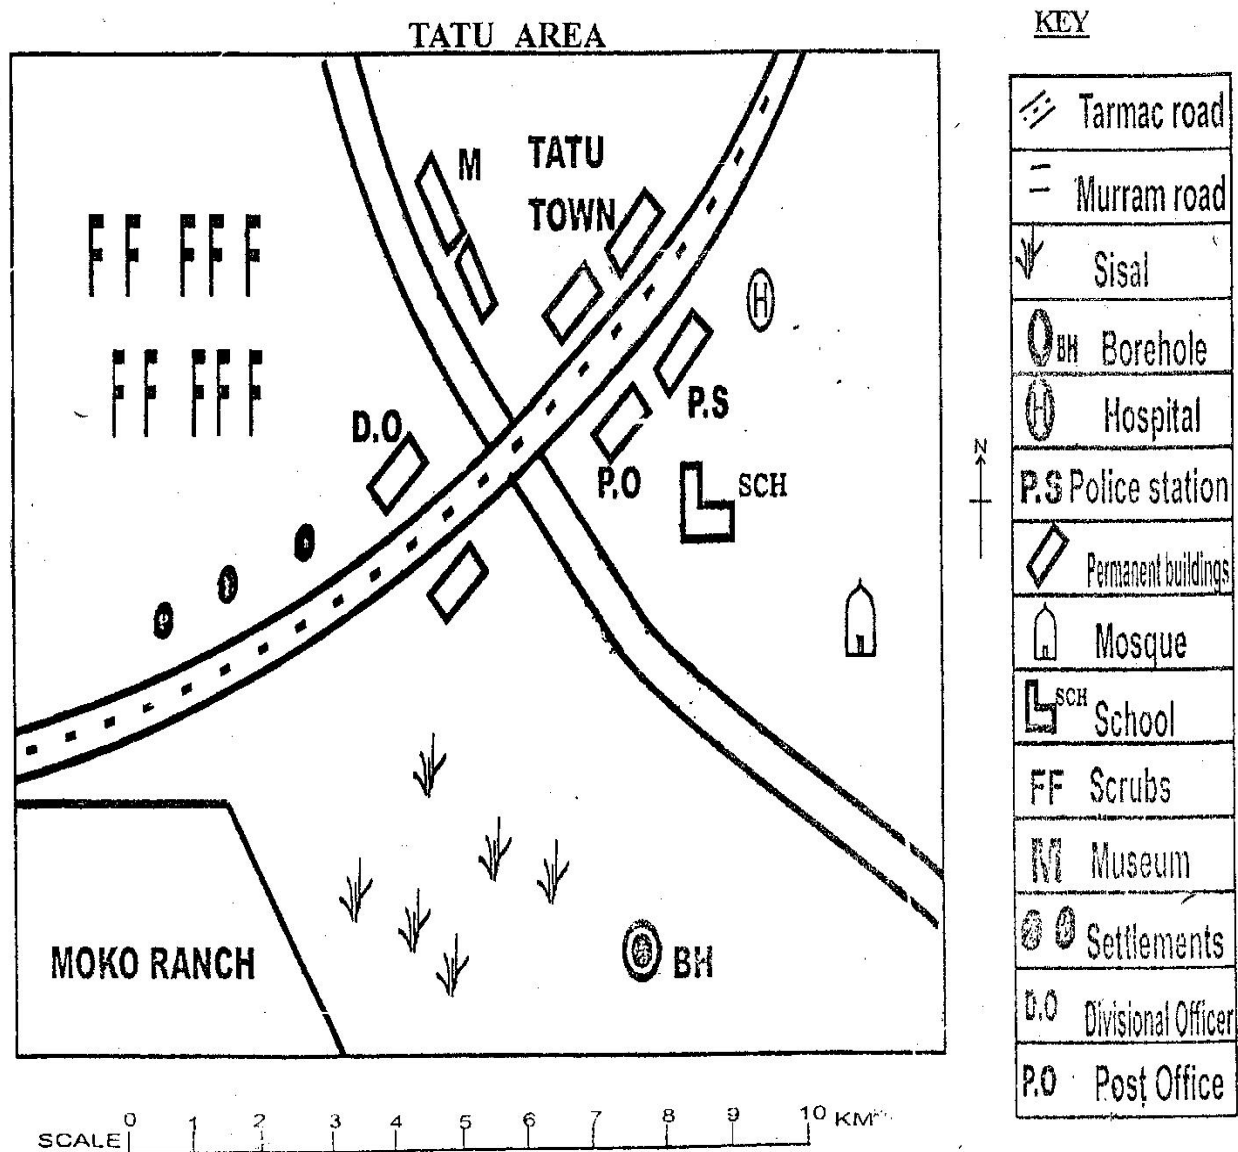 TATU AREA
KEY
M
TATU
TOWN
H
D.O
P.S
P.O
SCH
MOKO RANCH
BH
N
Tarmac road
Murram road
Sisal
BH Borehole
H Hospital
P.S Police station
Permanent buildings
Mosque
SCH School
FF Scrubs
M Museum
Settlements
D.O Divisional Officer
P.O Post Office
SCALE 0 1 2 3 4 5 6 7 8 9 10 KM